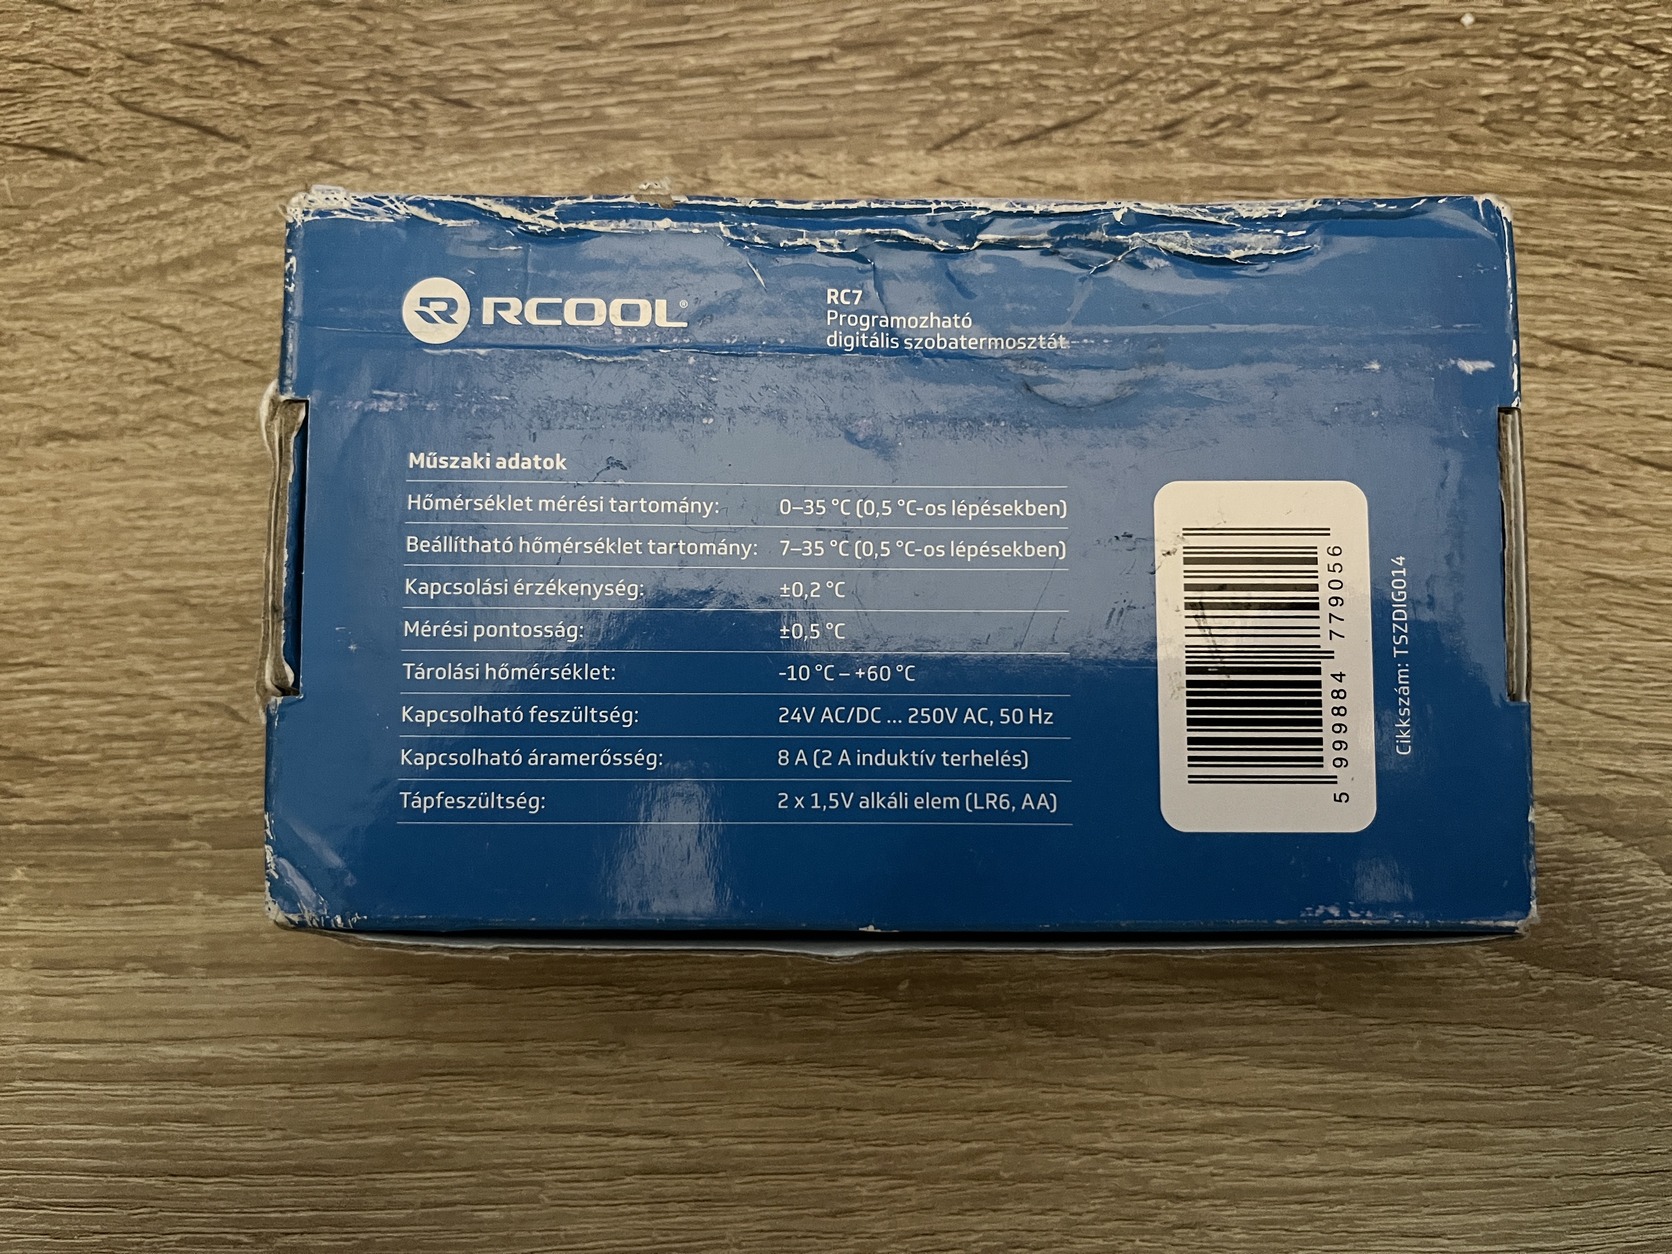 RCOOL®
RC7
Programozható
digitális szobatermosztát
Műszaki adatok
Hőmérséklet mérési tartomány: 0–35 °C (0,5 °C-os lépésekben)
Beállítható hőmérséklet tartomány: 7–35 °C (0,5 °C-os lépésekben)
Kapcsolási érzékenység: ±0,2 °C
Mérési pontosság: ±0,5 °C
Tárolási hőmérséklet: -10 °C – +60 °C
Kapcsolható feszültség: 24V AC/DC ... 250V AC, 50 Hz
Kapcsolható áramerősség: 8 A (2 A induktív terhelés)
Tápfeszültség: 2 x 1,5V alkáli elem (LR6, AA)
5 999884 779056
Cikkszám: TSZDIG014